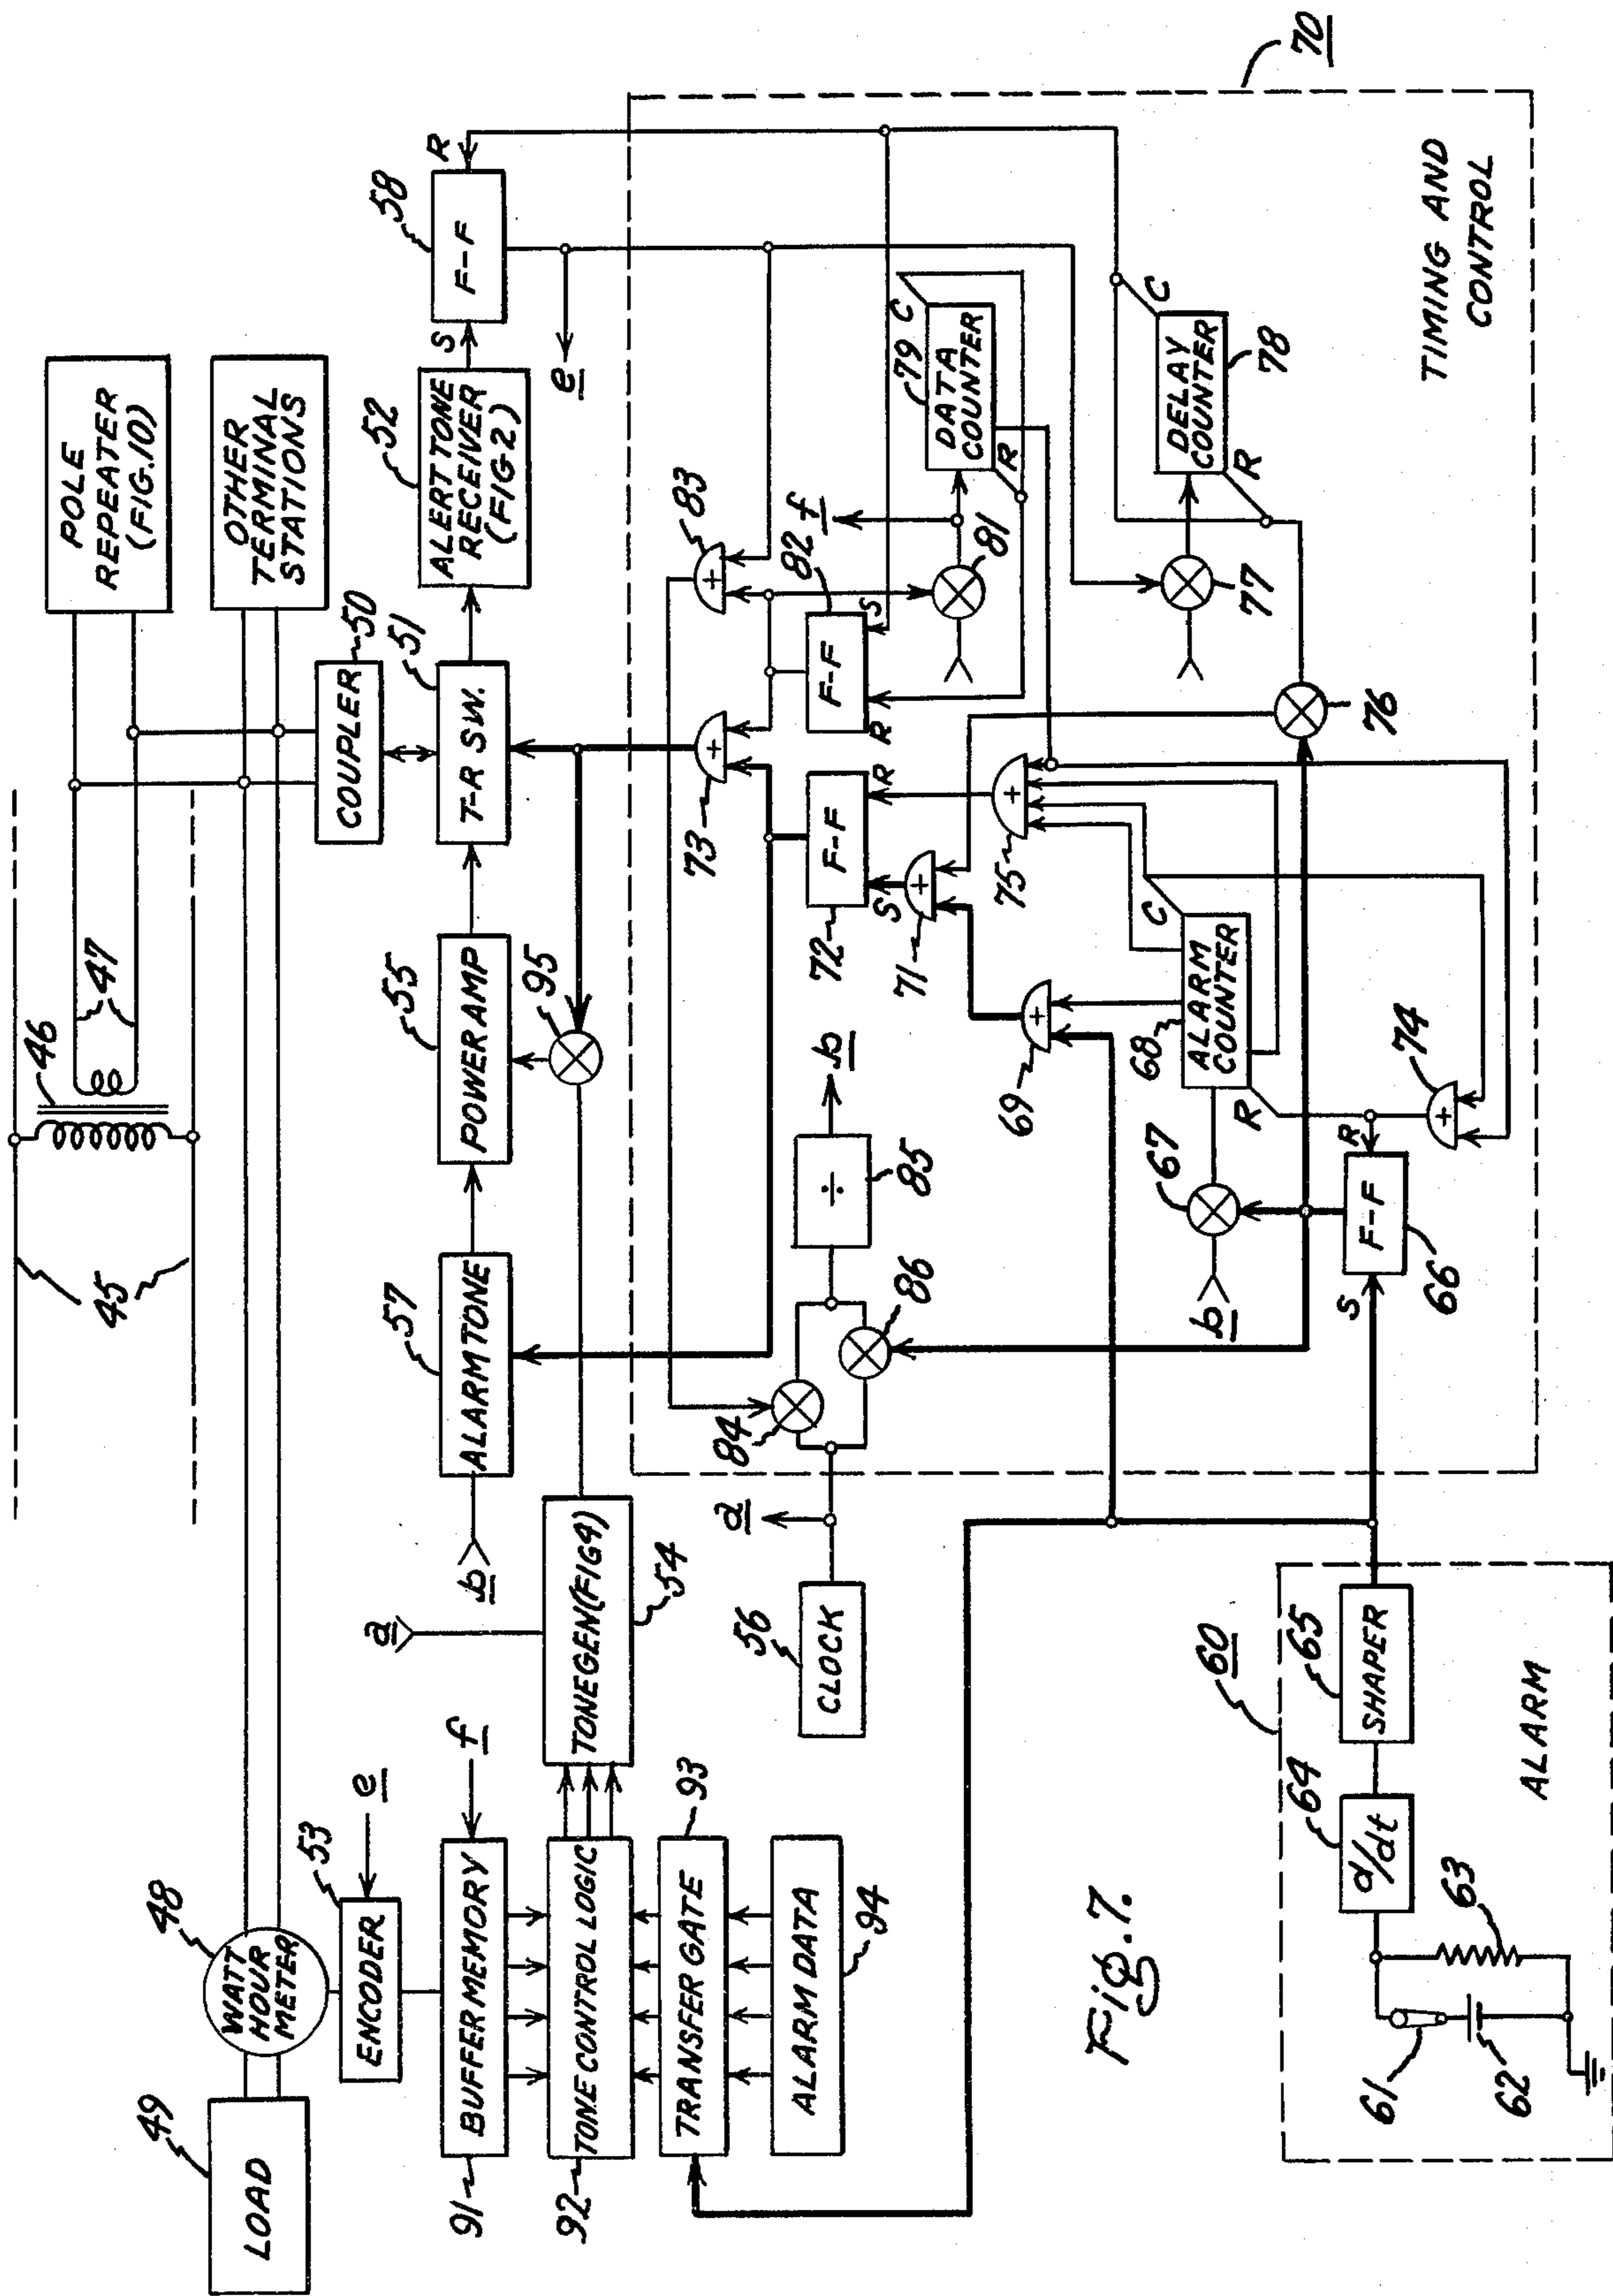 49
LOAD
48
WATT
HOUR
METER
53
ENCODER
e
91
BUFFER MEMORY
f
92
TONE CONTROL LOGIC
93
TRANSFER GATE
ALARM DATA
94
45
46
47
POLE
REPEATER
(FIG.10)
OTHER
TERMINAL
STATIONS
50
COUPLER
51
T-R SW.
52
ALERT TONE
RECEIVER
(FIG 2)
S
58
F-F
R
e
55
POWER AMP
57
ALARM TONE
b
95
a
TONE GEN (FIG 4)
54
56
CLOCK
a
84
86
÷
85
b
73
+
83
+
82
F-F
R
S
f
81
79
DATA
COUNTER
C
R
72
F-F
S
R
71
+
75
+
69
+
68
ALARM
COUNTER
C
R
67
b
66
F-F
S
R
74
+
76
77
DELAY
COUNTER
C
R
78
70
TIMING AND
CONTROL
60
65
SHAPER
64
d/dt
63
61
62
ALARM
Fig. 7.